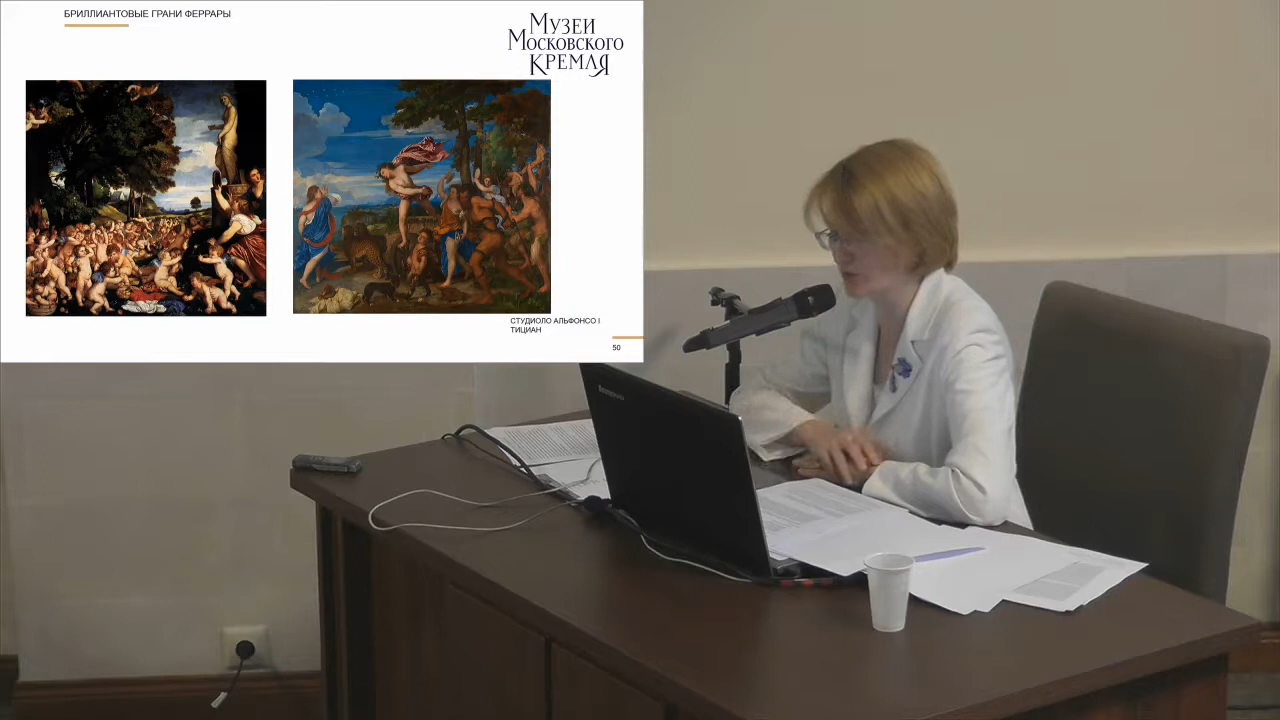 БРИЛЛИАНТОВЫЕ ГРАНИ ФЕРРАРЫ
Музеи
Московского
Кремля
СТУДИОЛО АЛЬФОНСО I
ТИЦИАН
50